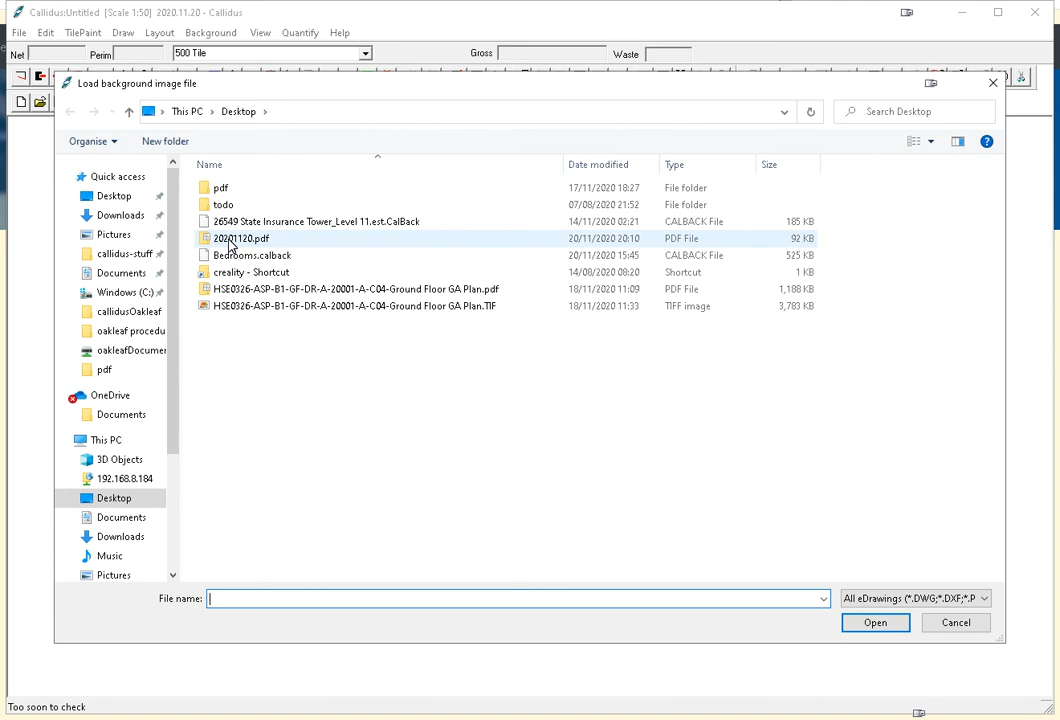 Callidus:Untitled [Scale 1:50] 2020.11.20 - Callidus
File Edit TilePaint Draw Layout Background View Quantify Help
Net Perim 500 Tile Gross Waste
Load background image file
This PC Desktop Search Desktop
Organise New folder
Name Date modified Type Size
Quick access
Desktop
Downloads
Pictures
callidus-stuff
Documents
Windows (C:)
callidusOakleaf
oakleaf procedu
oakleafDocumen
pdf
OneDrive
Documents
This PC
3D Objects
192.168.8.184
Desktop
Documents
Downloads
Music
Pictures
pdf 17/11/2020 18:27 File folder
todo 07/08/2020 21:52 File folder
26549 State Insurance Tower_Level 11.est.CalBack 14/11/2020 02:21 CALBACK File 185 KB
20201120.pdf 20/11/2020 20:10 PDF File 92 KB
Bedrooms.calback 20/11/2020 15:45 CALBACK File 525 KB
creality - Shortcut 14/08/2020 08:20 Shortcut 1 KB
HSE0326-ASP-B1-GF-DR-A-20001-A-C04-Ground Floor GA Plan.pdf 18/11/2020 11:09 PDF File 1,188 KB
HSE0326-ASP-B1-GF-DR-A-20001-A-C04-Ground Floor GA Plan.TIF 18/11/2020 11:33 TIFF image 3,783 KB
File name: All eDrawings (*.DWG;*.DXF;*.P
Open Cancel
Too soon to check